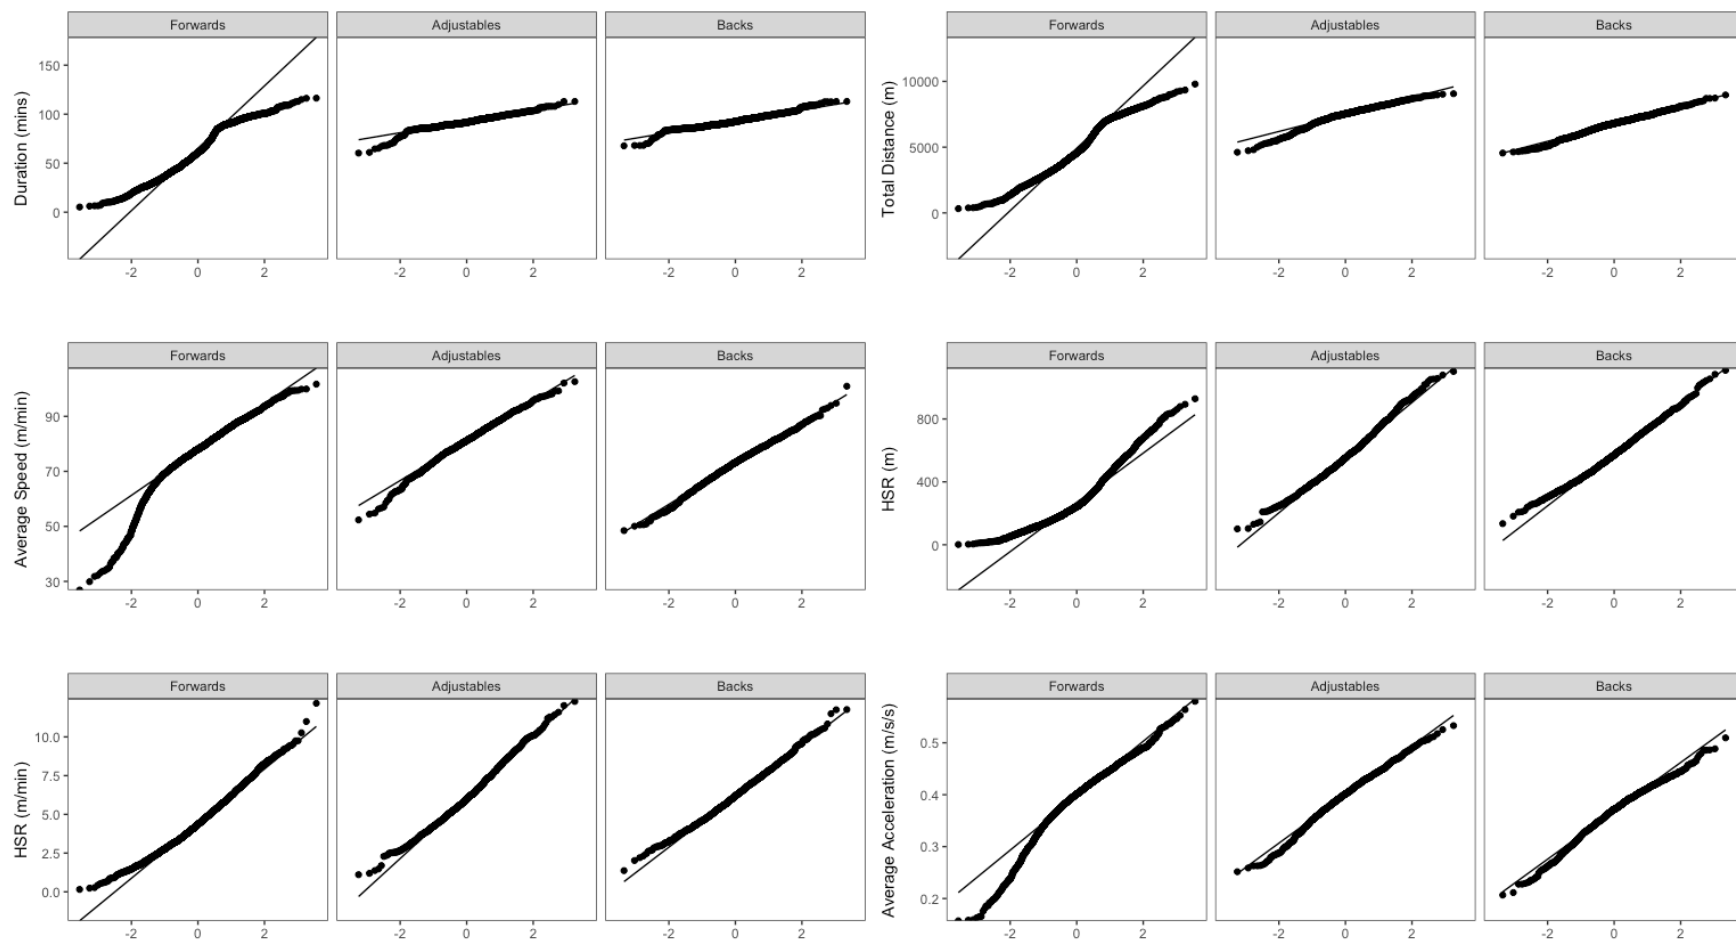 Forwards Adjustables Backs
Duration (mins)
150
100
50
0
-2 0 2 -2 0 2 -2 0 2
Forwards Adjustables Backs
Total Distance (m)
10000
5000
0
-2 0 2 -2 0 2 -2 0 2
Forwards Adjustables Backs
Average Speed (m/min)
90
70
50
30
-2 0 2 -2 0 2 -2 0 2
Forwards Adjustables Backs
HSR (m)
800
400
0
-2 0 2 -2 0 2 -2 0 2
Forwards Adjustables Backs
HSR (m/min)
10.0
7.5
5.0
2.5
0.0
-2 0 2 -2 0 2 -2 0 2
Forwards Adjustables Backs
Average Acceleration (m/s/s)
0.5
0.4
0.3
0.2
-2 0 2 -2 0 2 -2 0 2